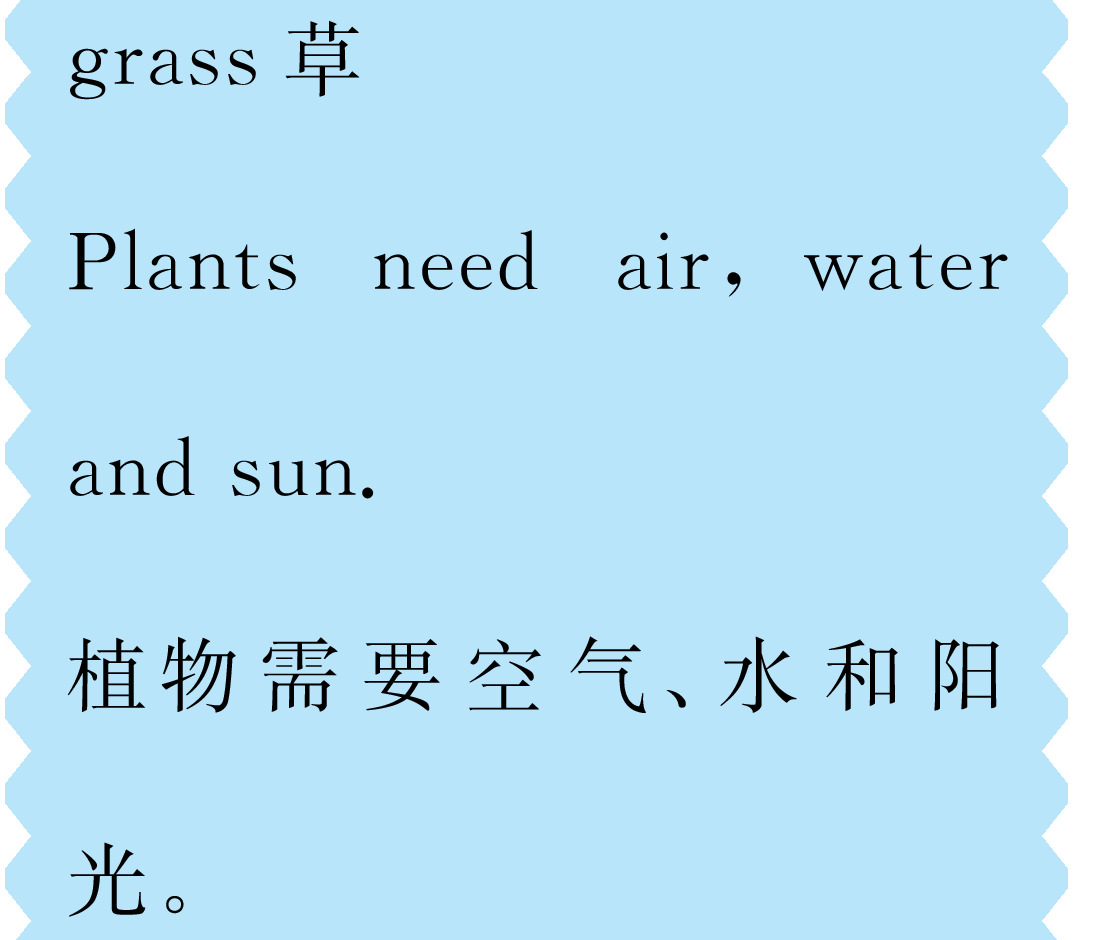 grass 草
Plants need air, water
and sun.
植物需要空气、水和阳
光。